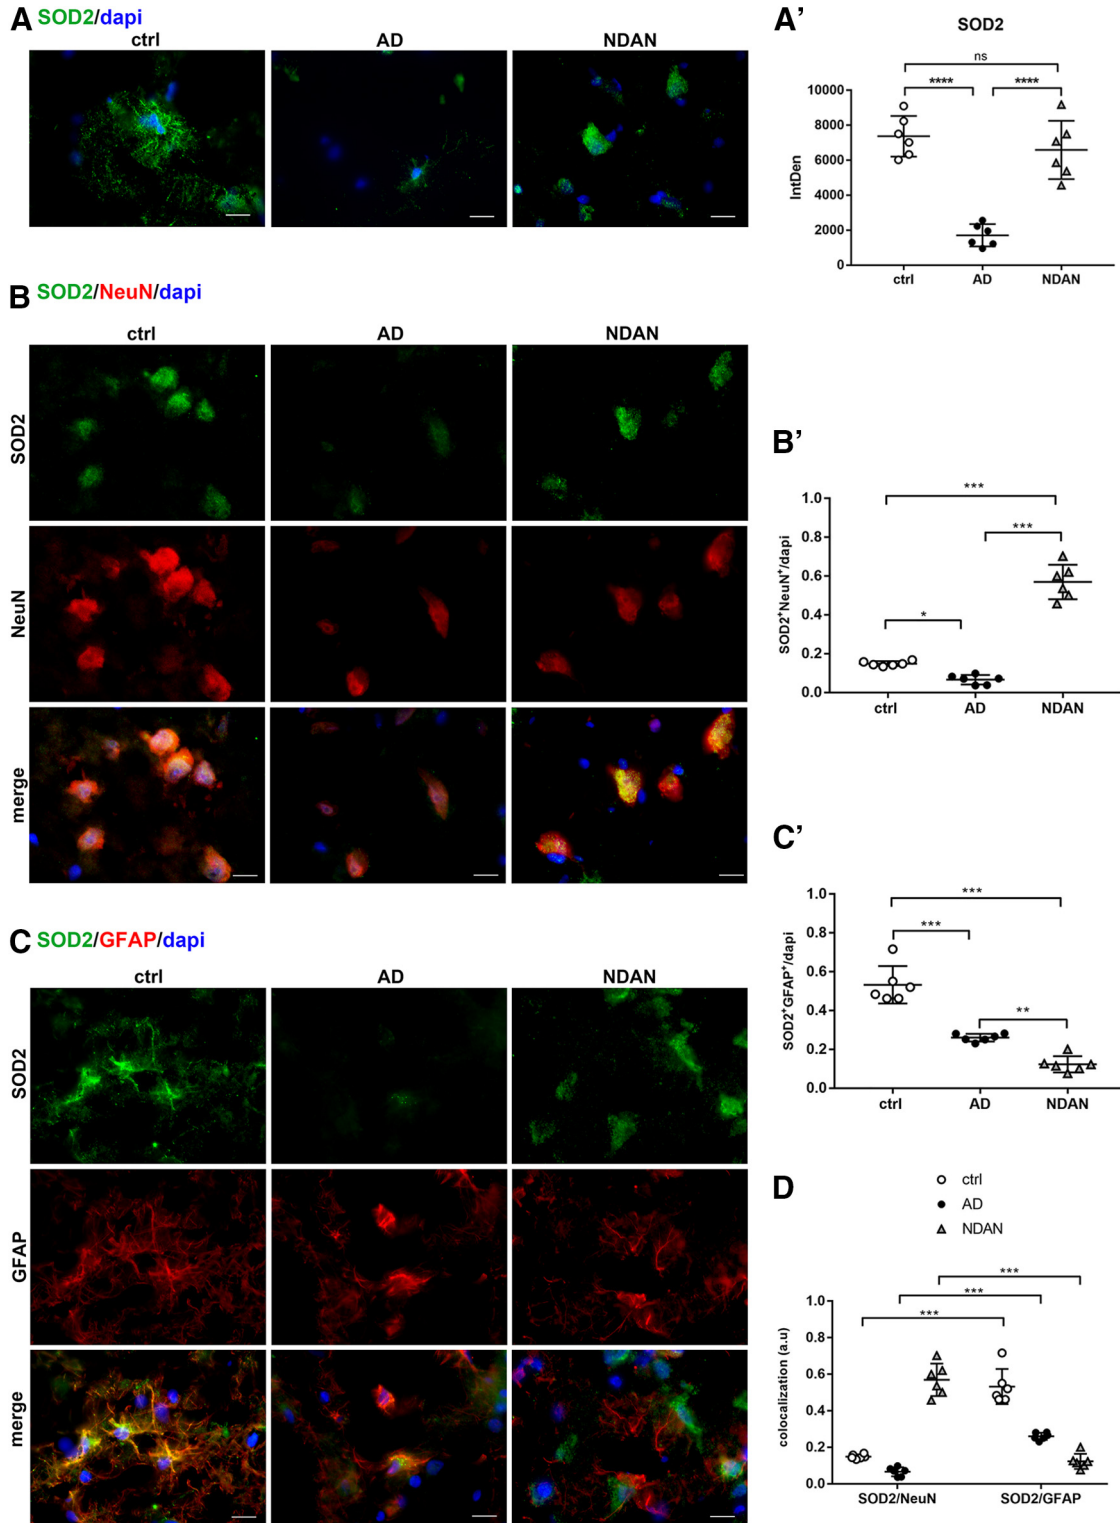 A SOD2/dapi
ctrl AD NDAN
A' SOD2
ns
**** ****
10000
8000
6000
4000
2000
0
IntDen
ctrl AD NDAN
B SOD2/NeuN/dapi
ctrl AD NDAN
SOD2
NeuN
merge
B'
***
***
*
1.0
0.8
0.6
0.4
0.2
0.0
SOD2⁺NeuN⁺/dapi
ctrl AD NDAN
C SOD2/GFAP/dapi
ctrl AD NDAN
SOD2
GFAP
merge
C'
***
***
**
1.0
0.8
0.6
0.4
0.2
0.0
SOD2⁺GFAP⁺/dapi
ctrl AD NDAN
D
ctrl
AD
NDAN
***
***
***
1.0
0.8
0.6
0.4
0.2
0.0
colocalization (a.u)
SOD2/NeuN SOD2/GFAP